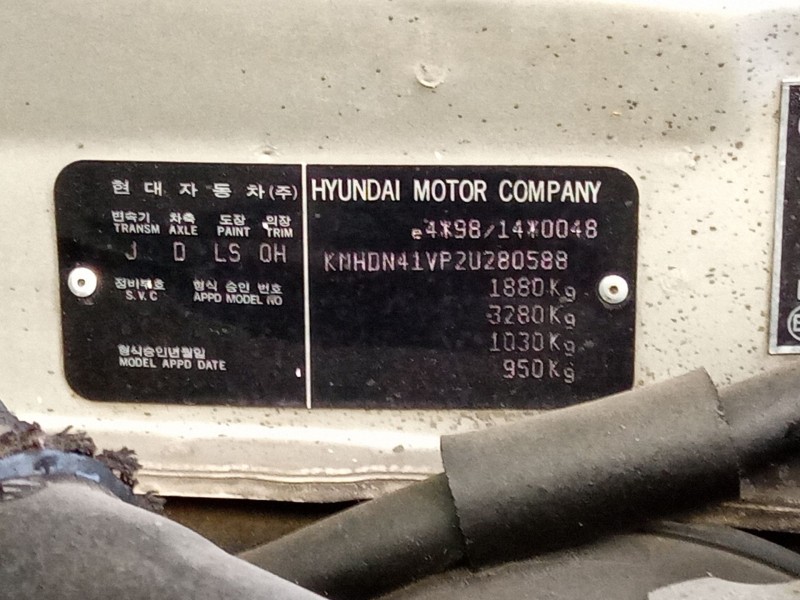 현 대 자 동 차 (주)
변속기 차축 도장 의장
TRANSM AXLE PAINT TRIM
J D LS OH
정비부호 형식 승인 번호
S.V.C APPD MODEL NO
형식승인년월일
MODEL APPD DATE
HYUNDAI MOTOR COMPANY
e4*98/14*0048
KMHDN41VP2U280588
1880Kg
3280Kg
1030Kg
950Kg